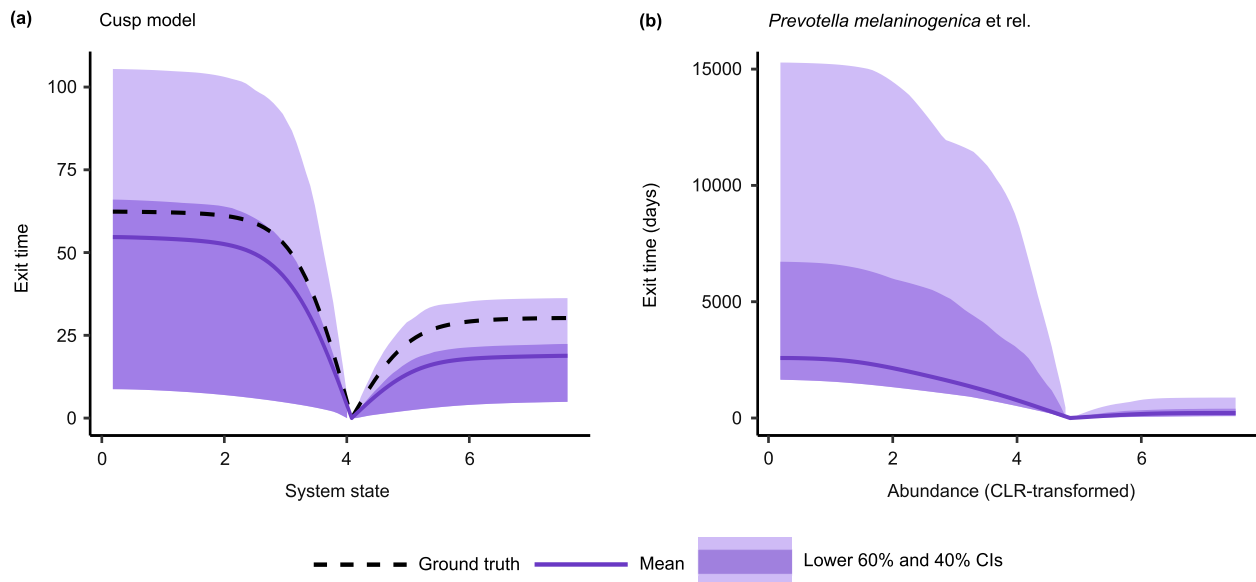 (a)
Cusp model
100
75
50
25
0
Exit time
0
2
4
6
System state
(b)
Prevotella melaninogenica et rel.
15000
10000
5000
0
Exit time (days)
0
2
4
6
Abundance (CLR-transformed)
Ground truth
Mean
Lower 60% and 40% CIs